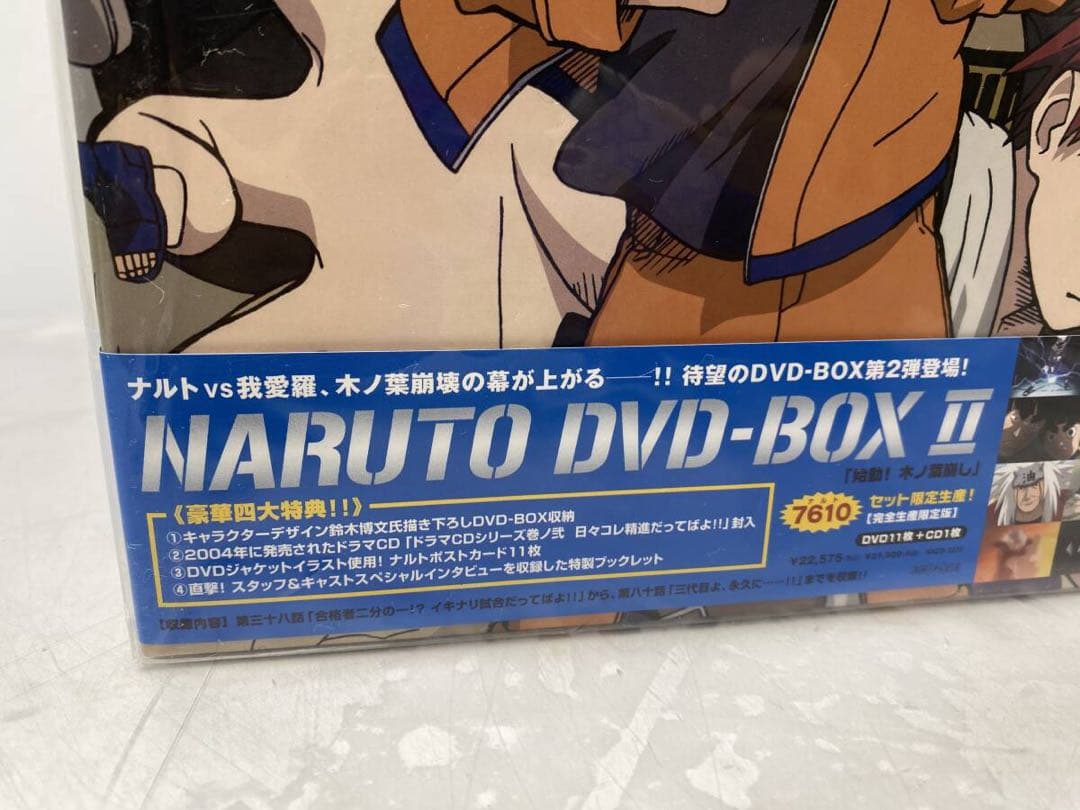 ナルトvs我愛羅、木ノ葉崩壊の幕が上がる――!! 待望のDVD-BOX第2弾登場!
NARUTO DVD-BOX II
「始動! 木ノ葉崩し」
《豪華四大特典!!》
①キャラクターデザイン鈴木博文氏描き下ろしDVD-BOX収納
②2004年に発売されたドラマCD「ドラマCDシリーズ巻ノ弐 日々コレ精進だってばよ!!」封入
③DVDジャケットイラスト使用! ナルトポストカード11枚
④直撃! スタッフ&キャストスペシャルインタビューを収録した特製ブックレット
7610
セット限定生産!
【完全生産限定版】
DVD11枚+CD1枚
¥22,575
【収録内容】第三十八話「合格者二分の一!? イキナリ試合だってばよ!!」から、第八十話「三代目よ、永久に……!!」までを収録!!
油